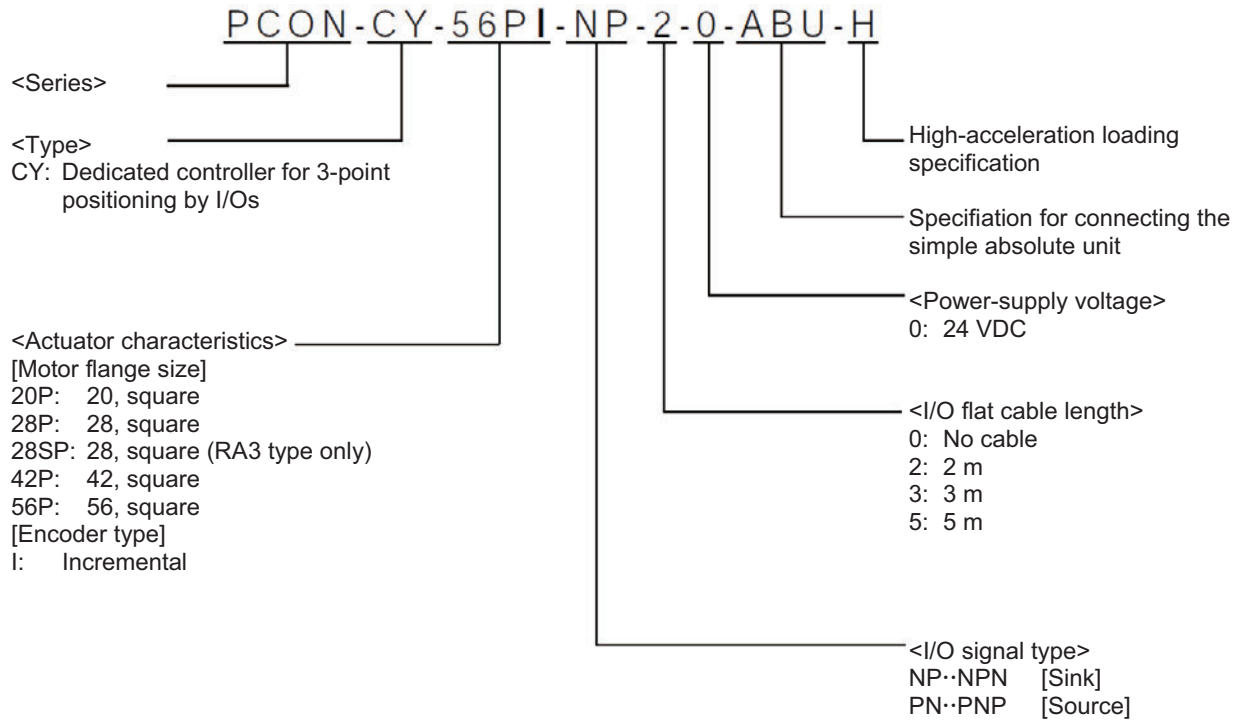 PCON-CY-56PI-NP-2-0-ABU-H
<Series>
<Type>
CY: Dedicated controller for 3-point
positioning by I/Os
<Actuator characteristics>
[Motor flange size]
20P: 20, square
28P: 28, square
28SP: 28, square (RA3 type only)
42P: 42, square
56P: 56, square
[Encoder type]
I: Incremental
High-acceleration loading
specification
Specifiation for connecting the
simple absolute unit
<Power-supply voltage>
0: 24 VDC
<I/O flat cable length>
0: No cable
2: 2 m
3: 3 m
5: 5 m
<I/O signal type>
NP··NPN [Sink]
PN··PNP [Source]